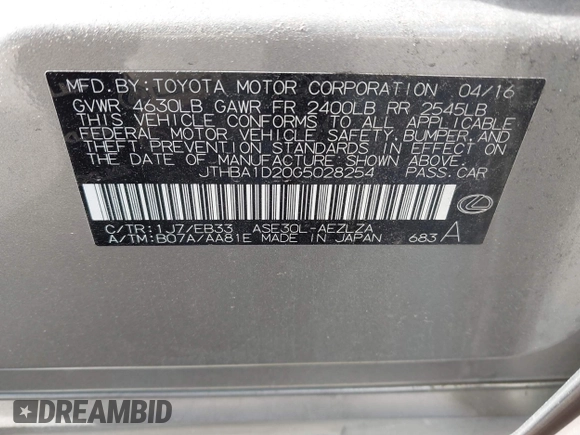 MFD. BY: TOYOTA MOTOR CORPORATION 04/16
GVWR 4630LB GAWR FR 2400LB RR 2545LB
THIS VEHICLE CONFORMS TO ALL APPLICABLE
FEDERAL MOTOR VEHICLE SAFETY, BUMPER, AND
THEFT PREVENTION STANDARDS IN EFFECT ON
THE DATE OF MANUFACTURE SHOWN ABOVE.
JTHBA1D20G5028254 PASS. CAR
C/TR: 1J7/EB33 ASE30L-AEZLZA
A/TM: B07A/AA81E MADE IN JAPAN 683 A
DREAMBID